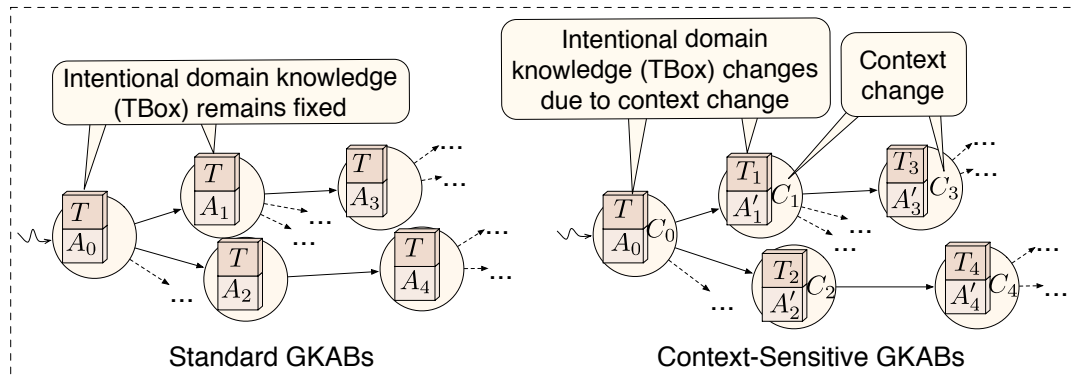 Intentional domain knowledge
(TBox) remains fixed
T
A₀
T
A₁
T
A₃
T
A₂
T
A₄
...
...
...
...
...
...
...
Standard GKABs
Intentional domain
knowledge (TBox) changes
due to context change
Context
change
T
A₀
C₀
T₁
A′₁
C₁
T₃
A′₃
C₃
T₂
A′₂
C₂
T₄
A′₄
C₄
...
...
...
...
...
...
...
Context-Sensitive GKABs